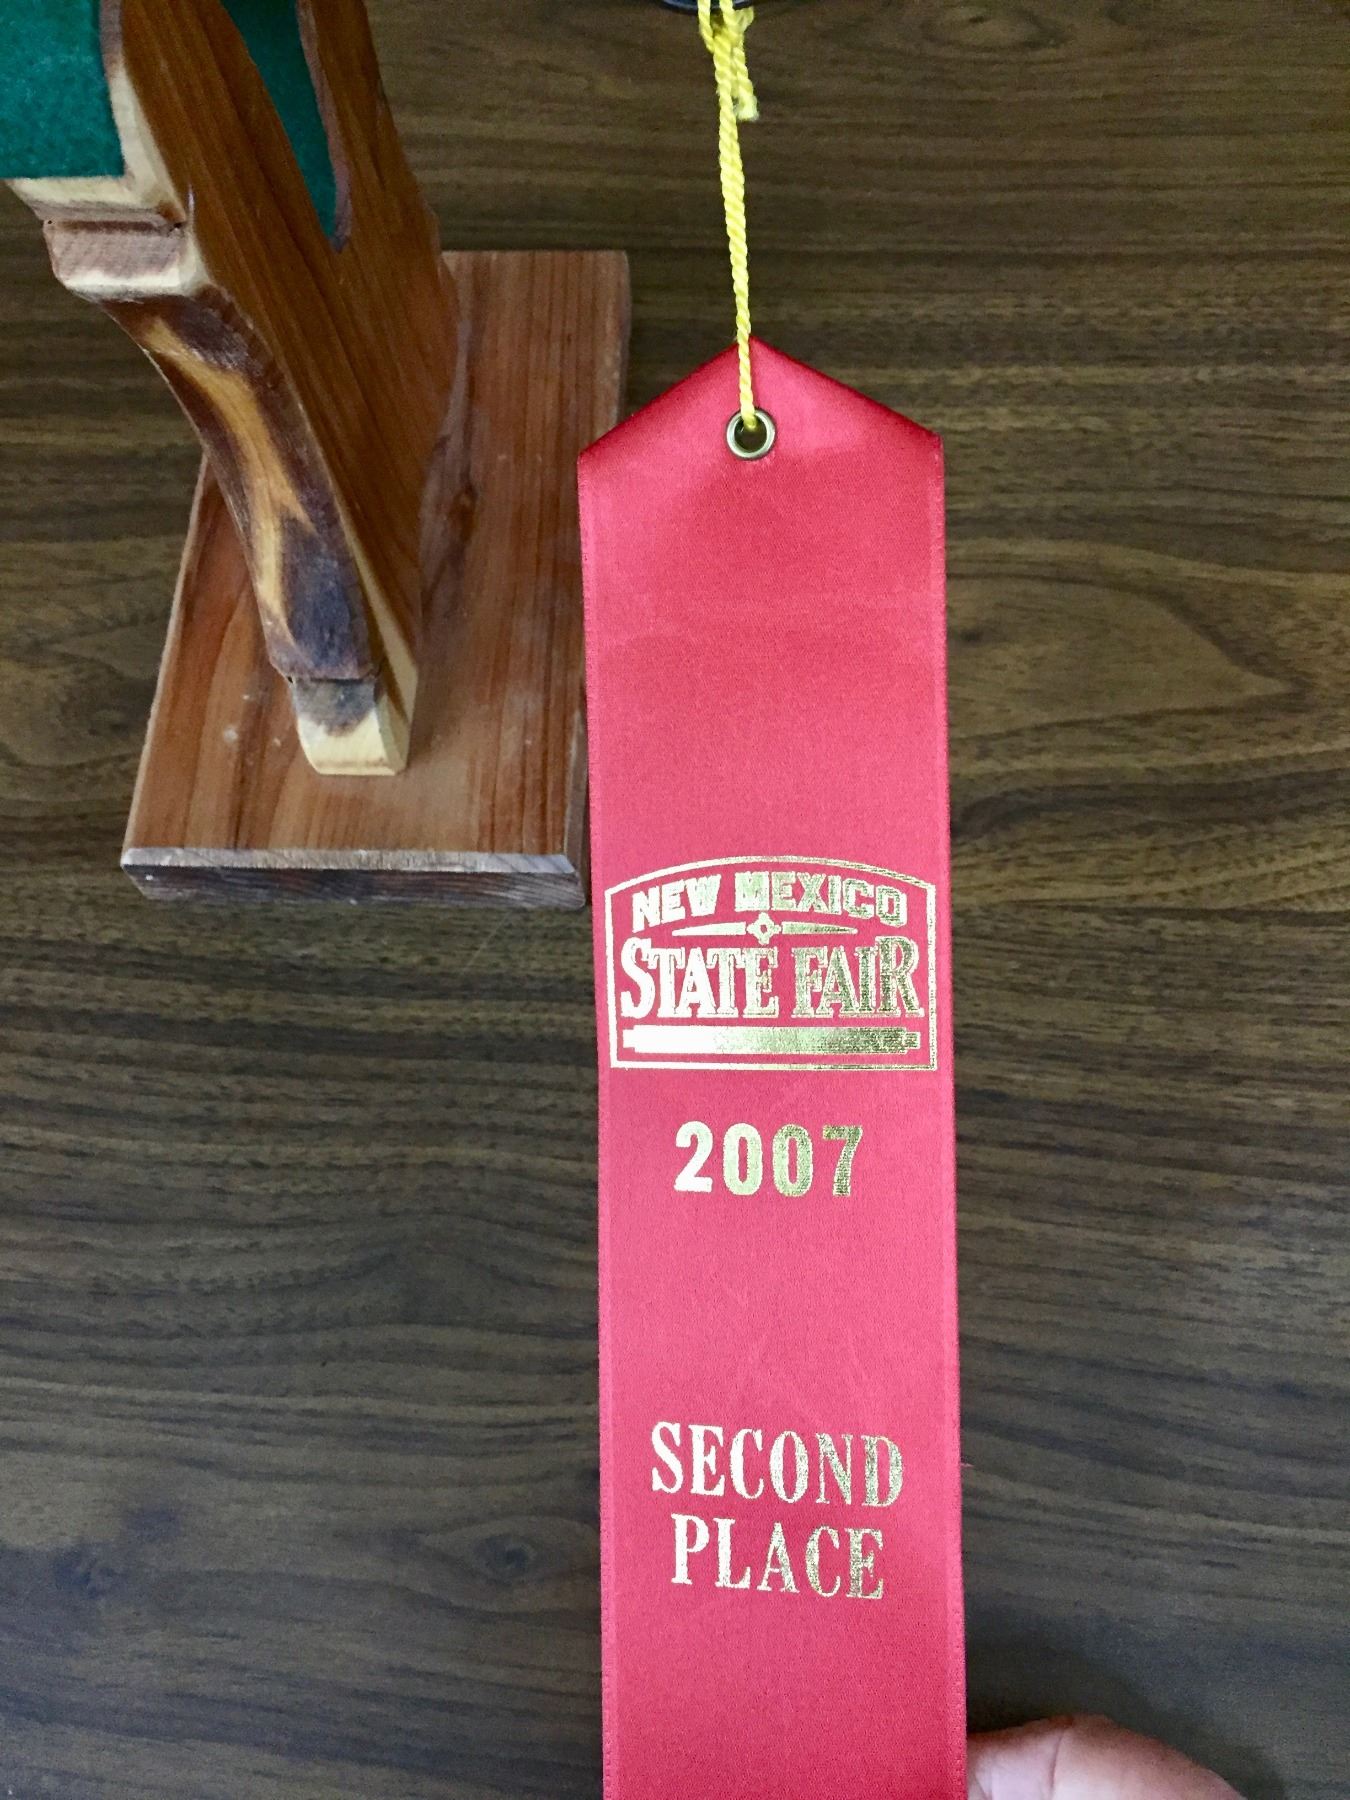 NEW MEXICO
STATE FAIR
2007
SECOND
PLACE